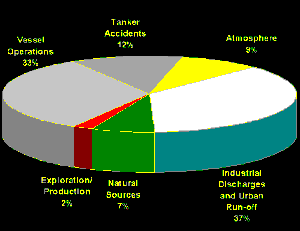 Tanker
Accidents
12%
Atmosphere
9%
Vessel
Operations
33%
Exploration/
Production
2%
Natural
Sources
7%
Industrial
Discharges
and Urban
Run-off
37%